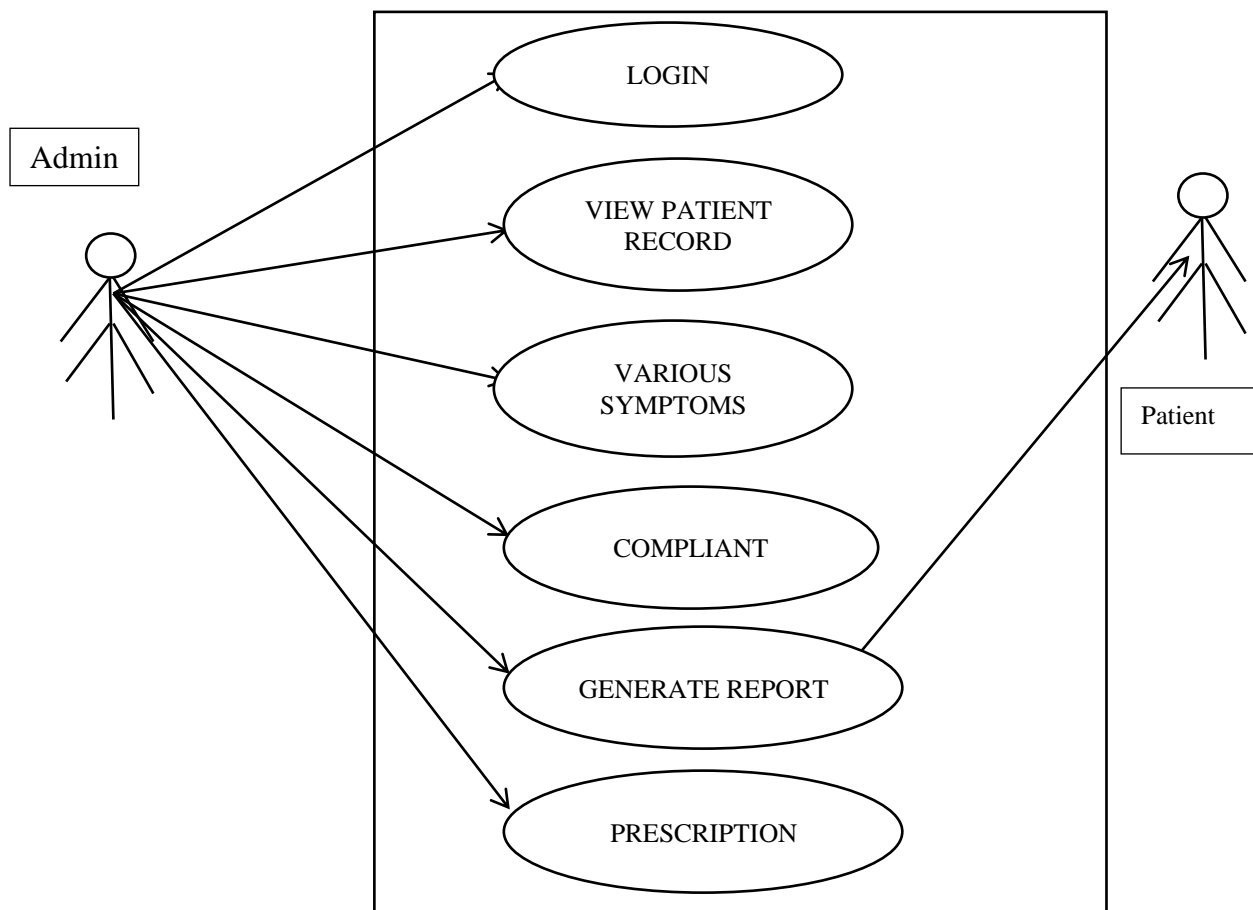 LOGIN
Admin
VIEW PATIENT
RECORD
VARIOUS
SYMPTOMS
Patient
COMPLIANT
GENERATE REPORT
PRESCRIPTION